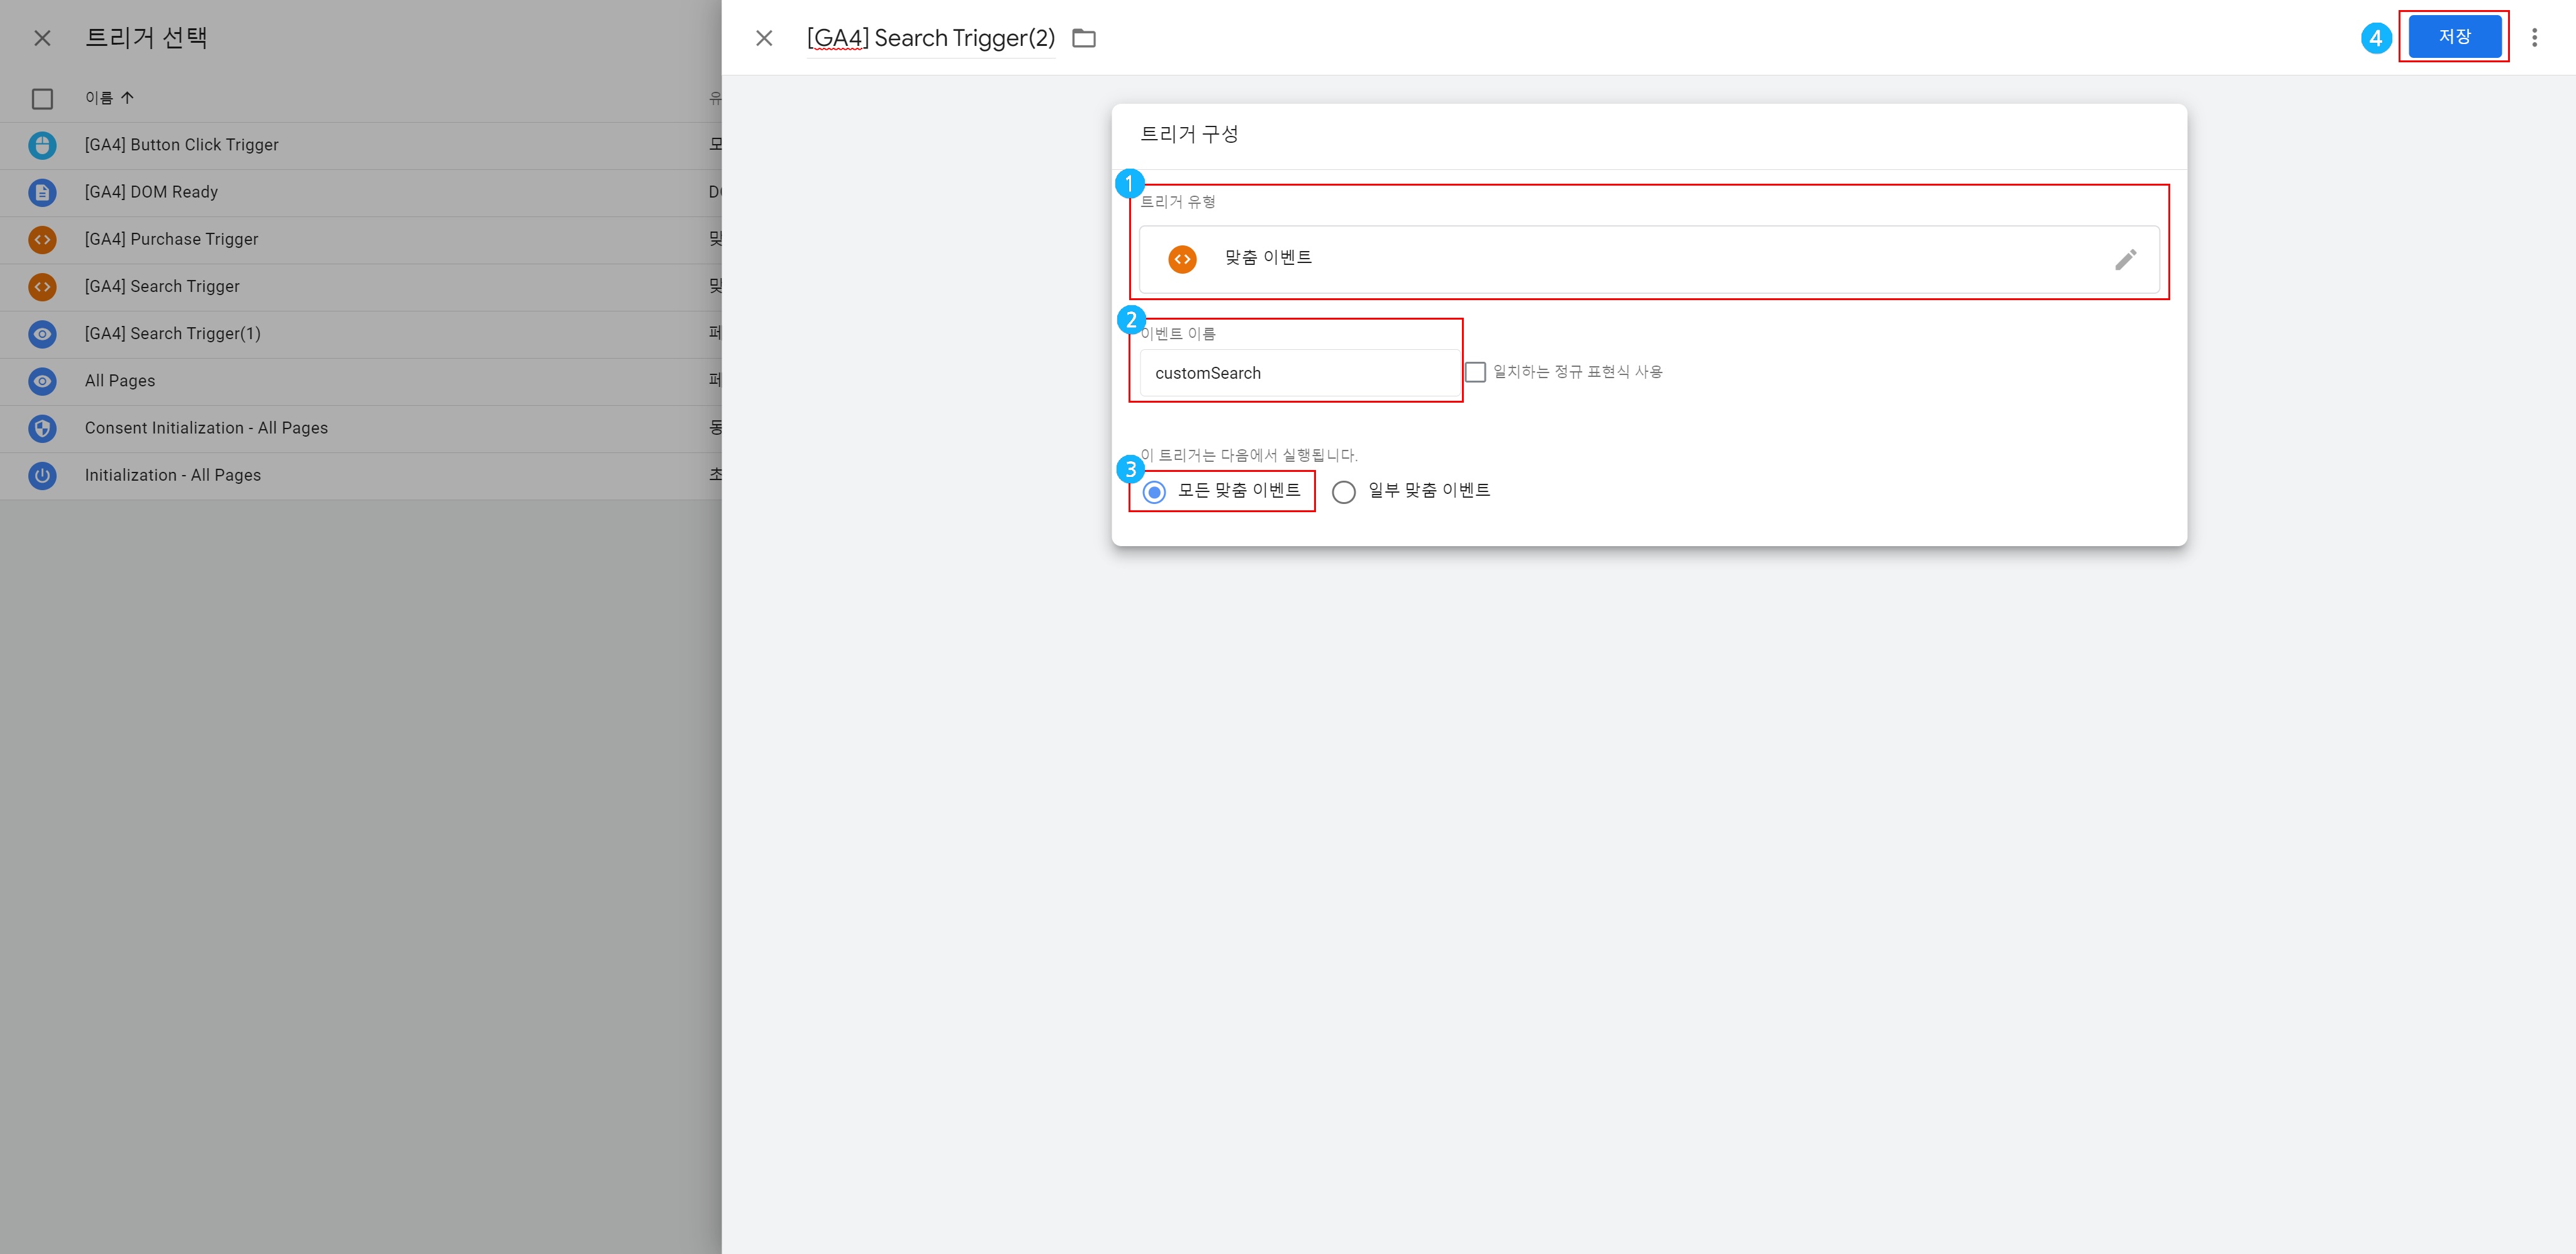 트리거 선택
이름
유
[GA4] Button Click Trigger
모
[GA4] DOM Ready
[GA4] Purchase Trigger
맞
[GA4] Search Trigger
맞
[GA4] Search Trigger(1)
페
All Pages
페
Consent Initialization - All Pages
동
Initialization - All Pages
초
[GA4] Search Trigger(2)
4
저장
트리거 구성
1
트리거 유형
맞춤 이벤트
2
이벤트 이름
customSearch
일치하는 정규 표현식 사용
이 트리거는 다음에서 실행됩니다.
3
모든 맞춤 이벤트
일부 맞춤 이벤트